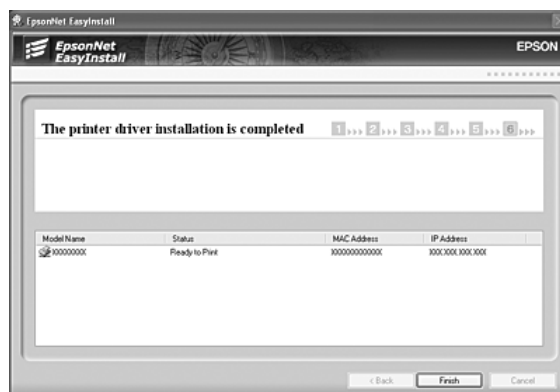 EpsonNet EasyInstall
EpsonNet
EasyInstall
EPSON
The printer driver installation is completed
1 2 3 4 5 6
Model Name Status MAC Address IP Address
XXXXXXXX Ready to Print XXXXXXXXXXXX XXX.XXX.XXX.XXX
< Back Finish Cancel